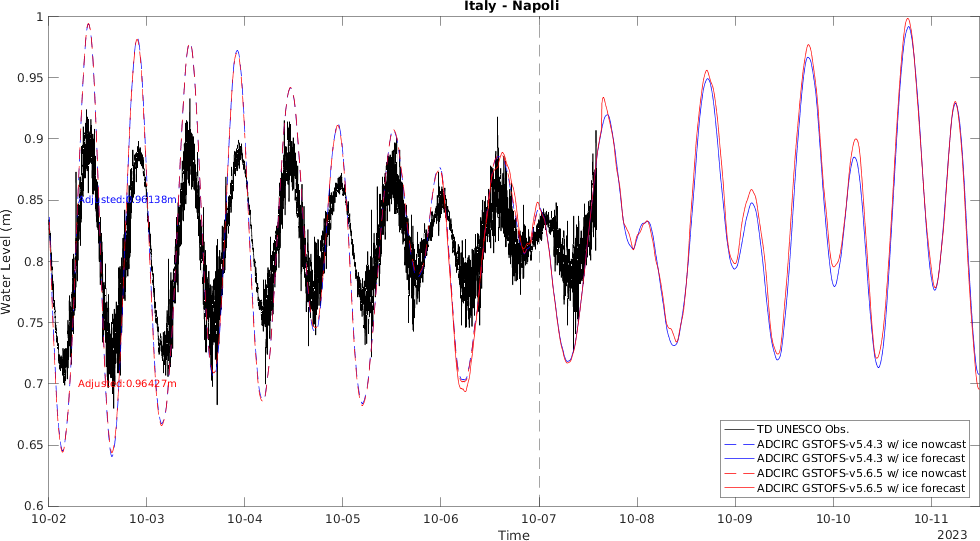 Italy - Napoli
1
0.95
0.9
0.85
0.8
0.75
0.7
0.65
0.6
Water Level (m)
Adjusted:0.96138m
Adjusted:0.96427m
TD UNESCO Obs.
ADCIRC GSTOFS-v5.4.3 w/ ice nowcast
ADCIRC GSTOFS-v5.4.3 w/ ice forecast
ADCIRC GSTOFS-v5.6.5 w/ ice nowcast
ADCIRC GSTOFS-v5.6.5 w/ ice forecast
10-02 10-03 10-04 10-05 10-06 10-07 10-08 10-09 10-10 10-11
Time
2023